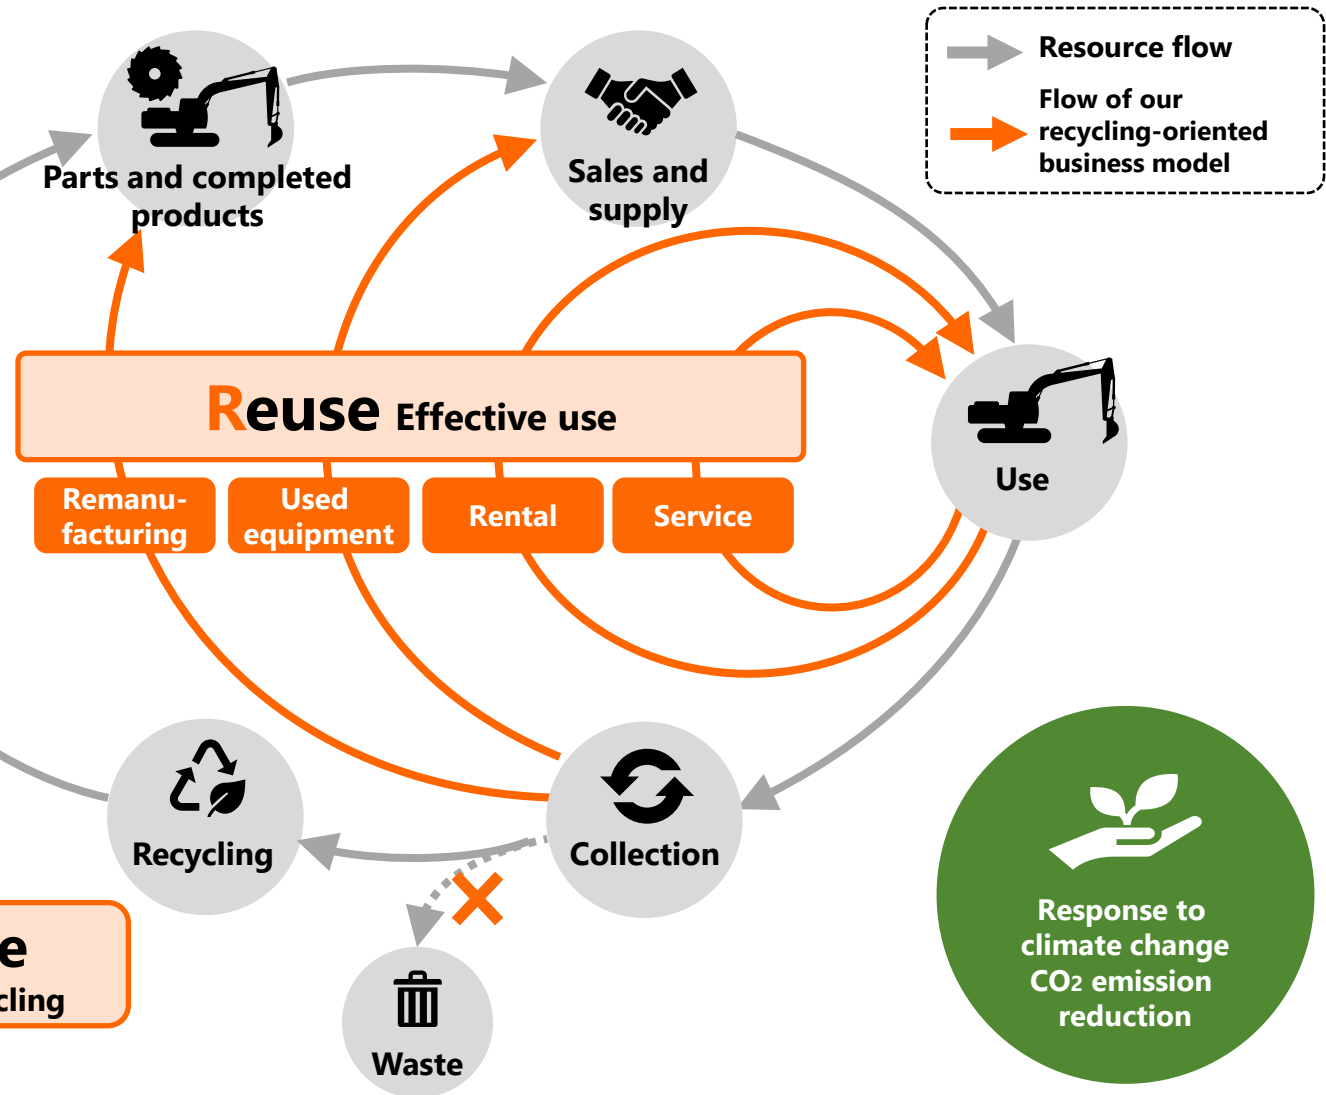 Resource flow
Flow of our
recycling-oriented
business model
Parts and completed
products
Sales and
supply
Reuse Effective use
Remanu-
facturing
Used
equipment
Rental
Service
Use
Recycling
Collection
Waste
e
cling
Response to
climate change
CO2 emission
reduction